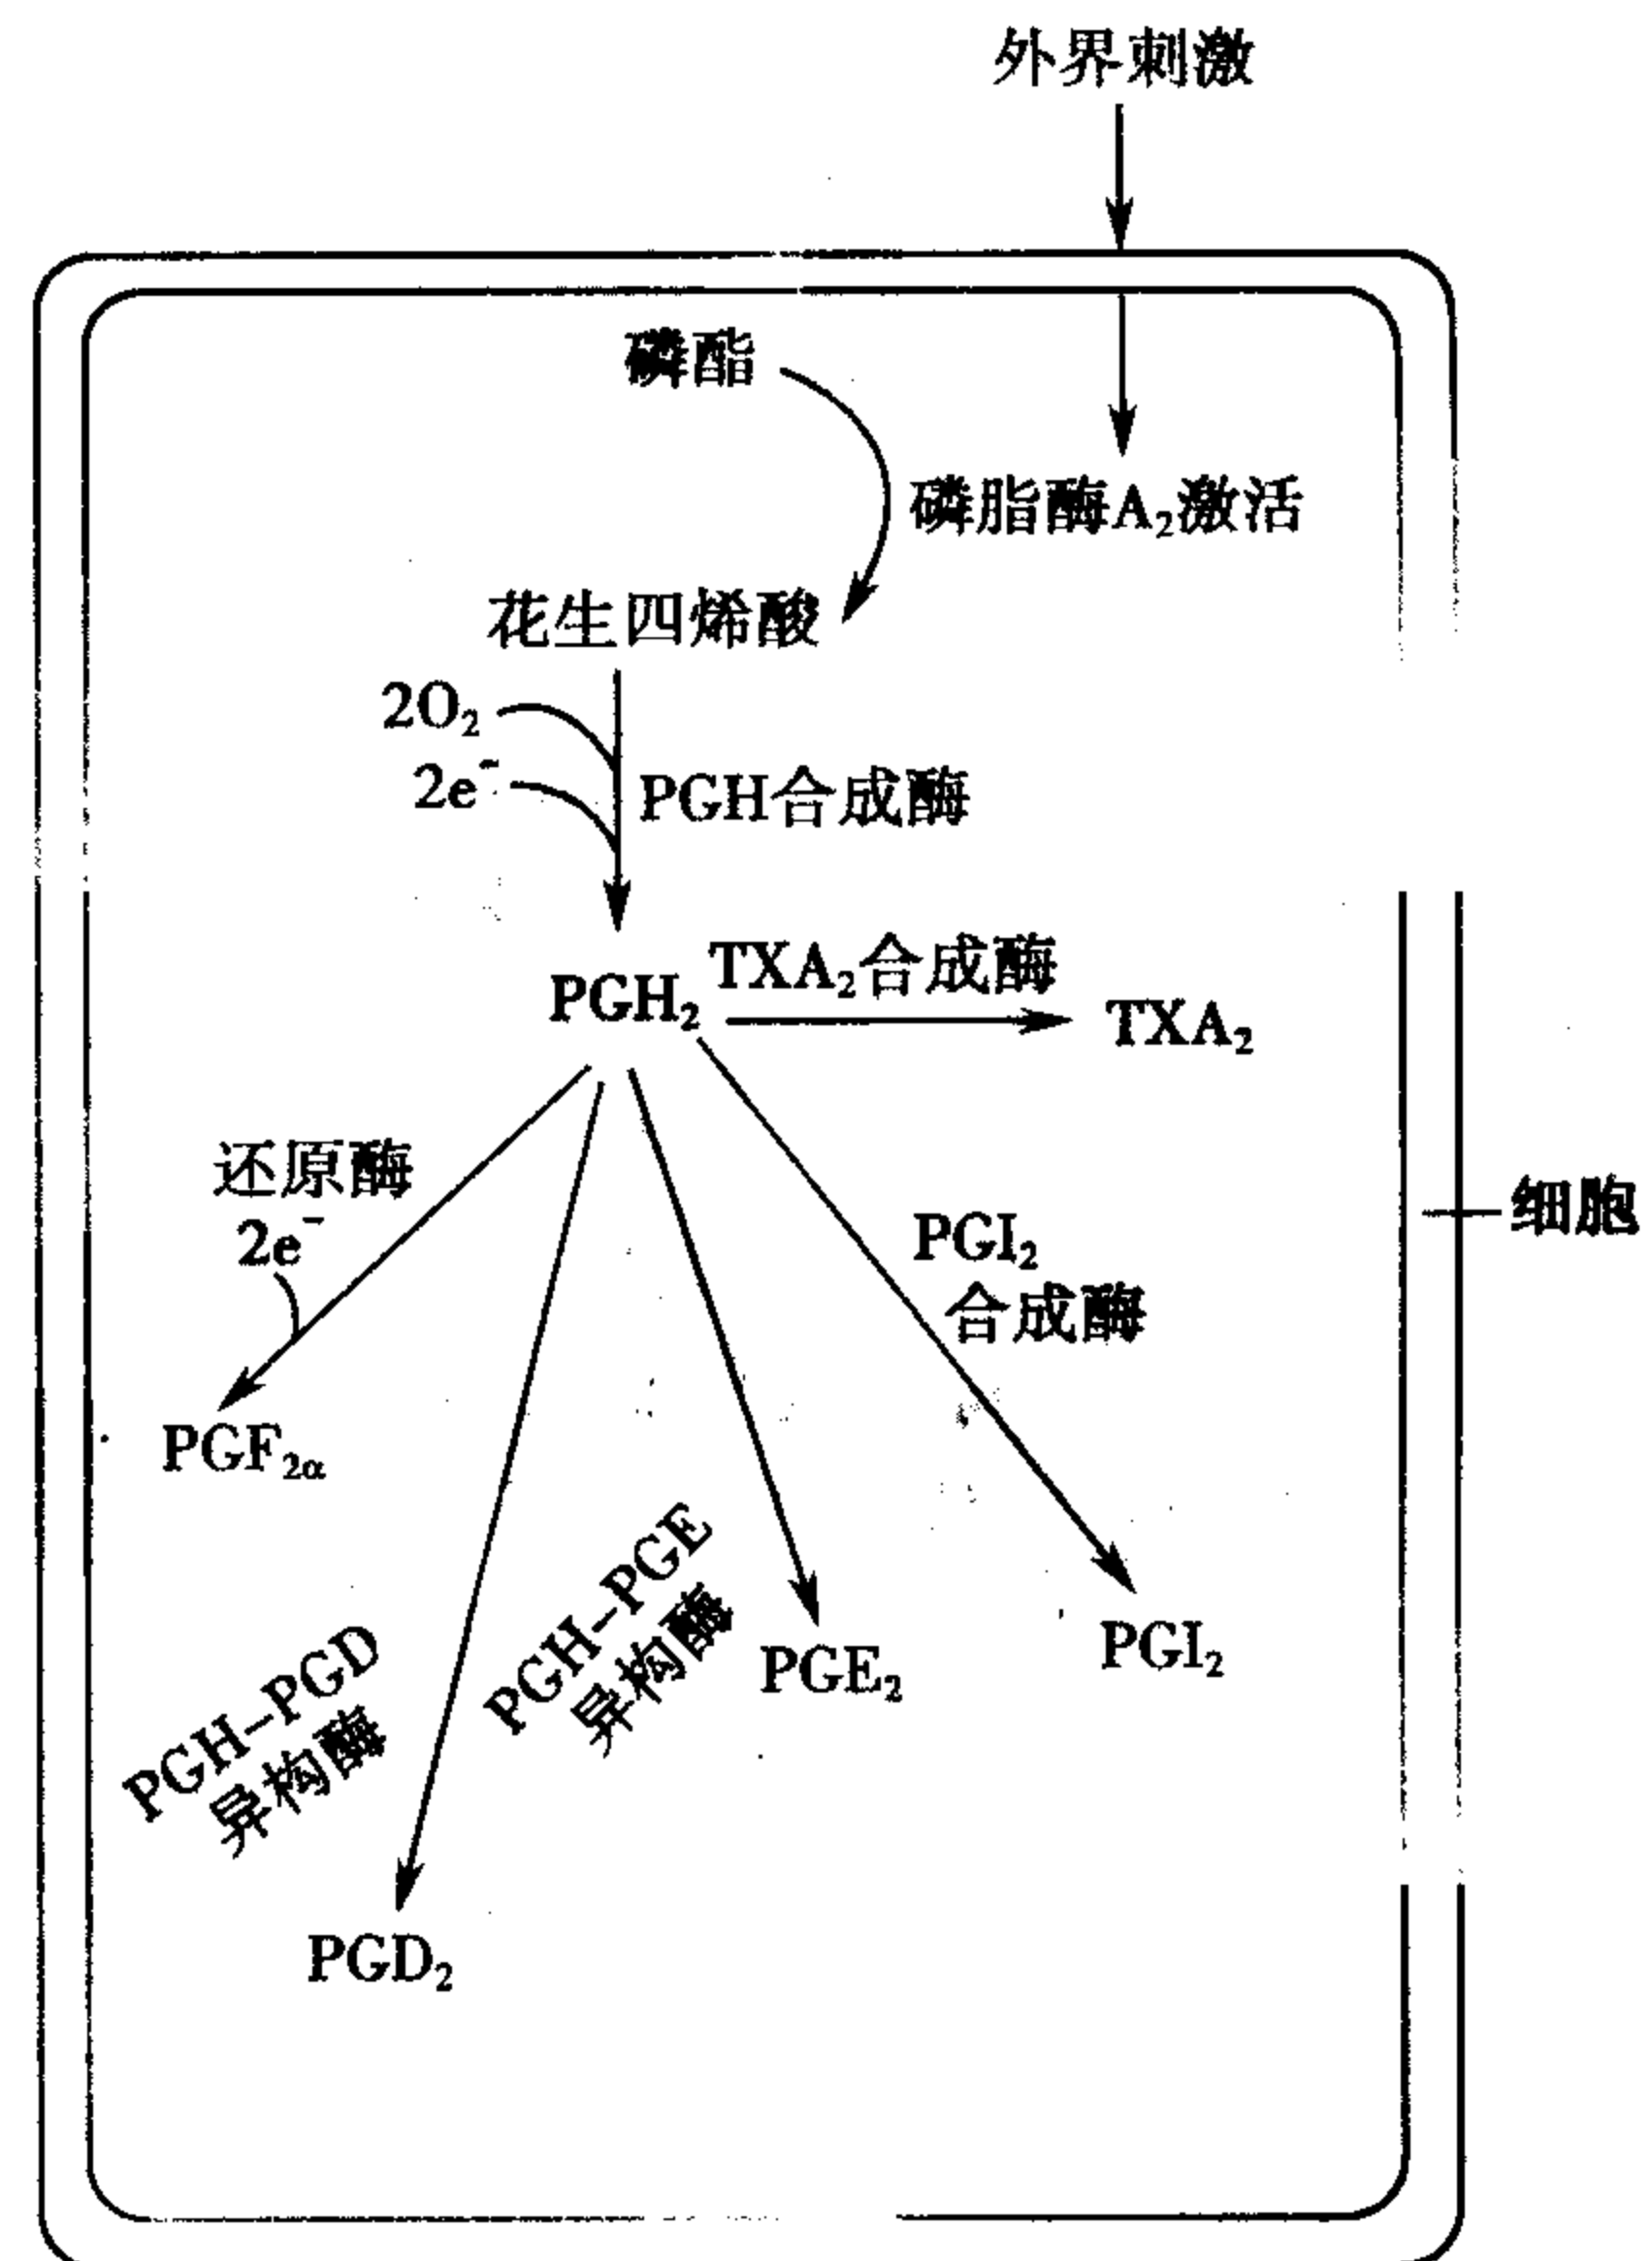 外界刺激
磷酯
磷脂酶A₂激活
花生四烯酸
2O₂
2e⁻
PGH合成酶
TXA₂合成酶
PGH₂
TXA₂
还原酶
2e⁻
细胞
PGI₂
合成酶
PGF₂α
PGH-PGE
异构酶
PGE₂
PGI₂
PGH-PGD
异构酶
PGD₂